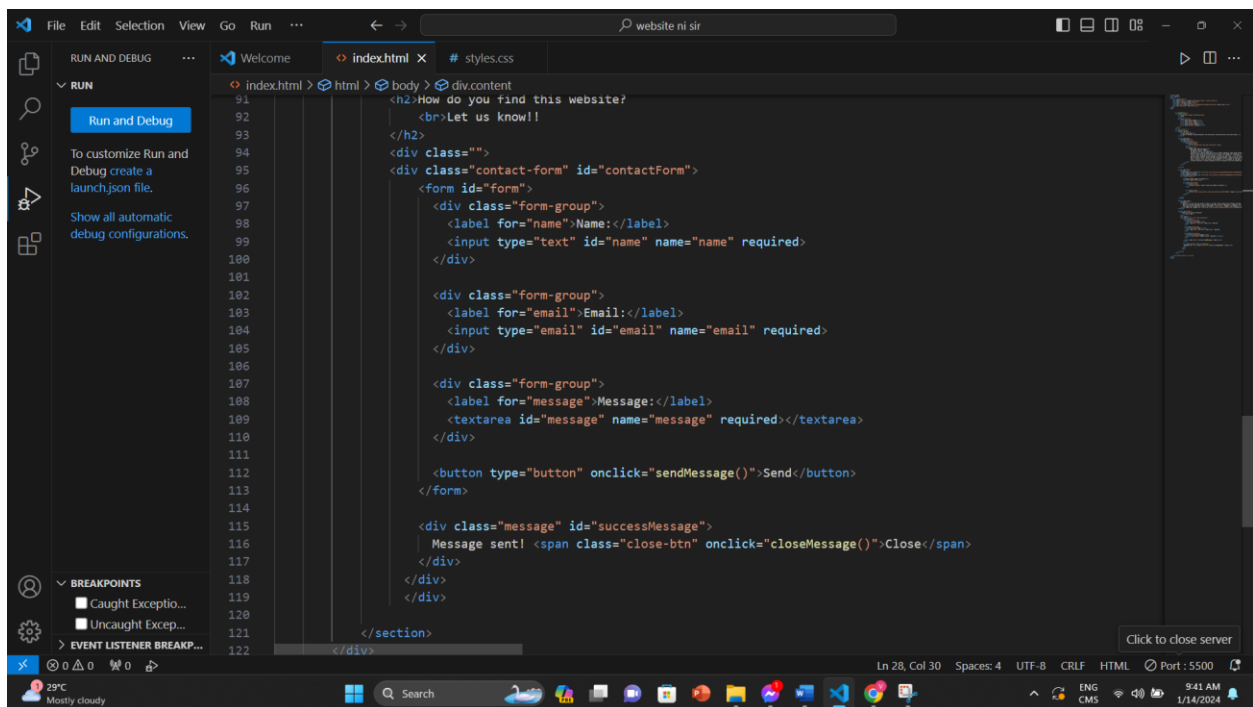 File Edit Selection View Go Run ··· website ni sir
RUN AND DEBUG ··· Welcome index.html # styles.css
RUN
index.html > html > body > div.content
Run and Debug
To customize Run and
Debug create a
launch.json file.
Show all automatic
debug configurations.
91 <h2>How do you find this website?
92 <br>Let us know!!
93 </h2>
94 <div class="">
95 <div class="contact-form" id="contactForm">
96 <form id="form">
97 <div class="form-group">
98 <label for="name">Name:</label>
99 <input type="text" id="name" name="name" required>
100 </div>
101
102 <div class="form-group">
103 <label for="email">Email:</label>
104 <input type="email" id="email" name="email" required>
105 </div>
106
107 <div class="form-group">
108 <label for="message">Message:</label>
109 <textarea id="message" name="message" required></textarea>
110 </div>
111
112 <button type="button" onclick="sendMessage()">Send</button>
113 </form>
114
115 <div class="message" id="successMessage">
116 Message sent! <span class="close-btn" onclick="closeMessage()">Close</span>
117 </div>
118 </div>
119 </div>
120
121 </section>
122 </div>
BREAKPOINTS
Caught Exceptio...
Uncaught Excep...
EVENT LISTENER BREAKP...
Click to close server
0 0 0 Ln 28, Col 30 Spaces: 4 UTF-8 CRLF HTML Port : 5500
1 29°C
Mostly cloudy
Search
ENG
CMS
9:41 AM
1/14/2024